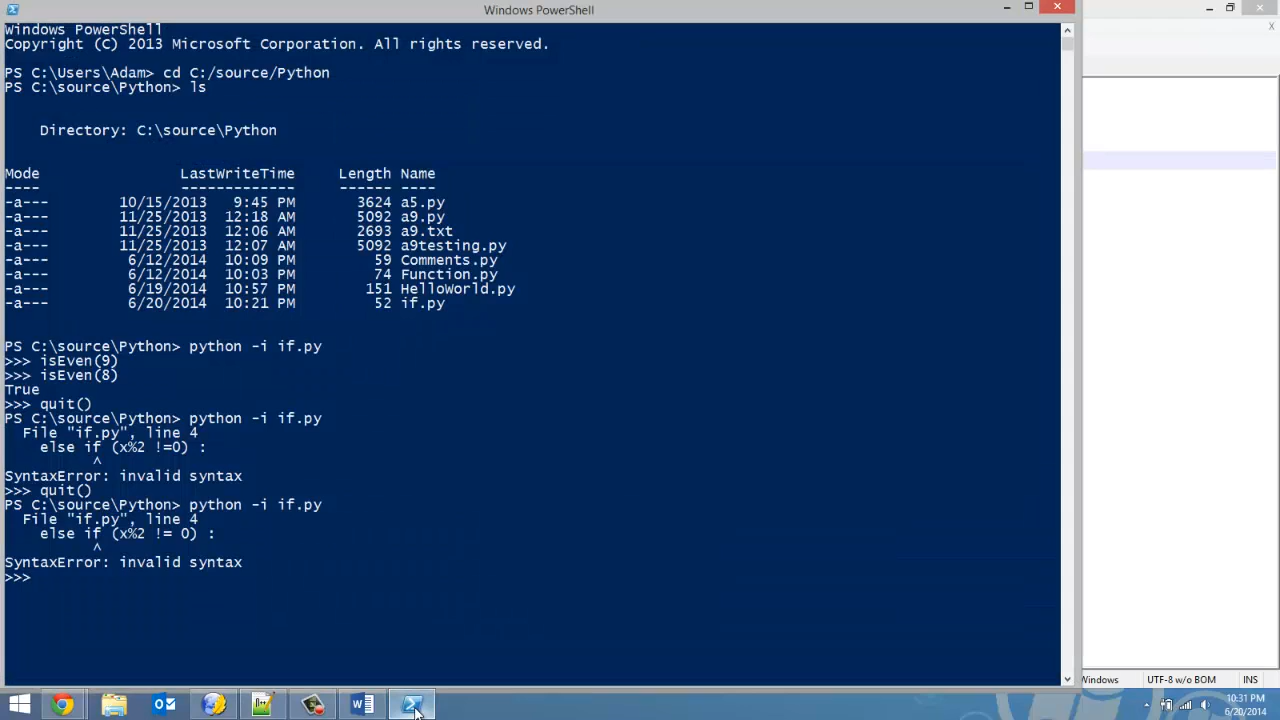 Windows PowerShell
Windows PowerShell
Copyright (C) 2013 Microsoft Corporation. All rights reserved.
PS C:\Users\Adam> cd C:/source/Python
PS C:\source\Python> ls
Directory: C:\source\Python
Mode LastWriteTime Length Name
---- ------------- ------ ----
-a--- 10/15/2013 9:45 PM 3624 a5.py
-a--- 11/25/2013 12:18 AM 5092 a9.py
-a--- 11/25/2013 12:06 AM 2693 a9.txt
-a--- 11/25/2013 12:07 AM 5092 a9testing.py
-a--- 6/12/2014 10:09 PM 59 Comments.py
-a--- 6/12/2014 10:03 PM 74 Function.py
-a--- 6/19/2014 10:57 PM 151 HelloWorld.py
-a--- 6/20/2014 10:21 PM 52 if.py
PS C:\source\Python> python -i if.py
>>> isEven(9)
>>> isEven(8)
True
>>> quit()
PS C:\source\Python> python -i if.py
File "if.py", line 4
else if (x%2 !=0) :
^
SyntaxError: invalid syntax
>>> quit()
PS C:\source\Python> python -i if.py
File "if.py", line 4
else if (x%2 != 0) :
^
SyntaxError: invalid syntax
>>>
Windows UTF-8 w/o BOM INS
10:31 PM
6/20/2014